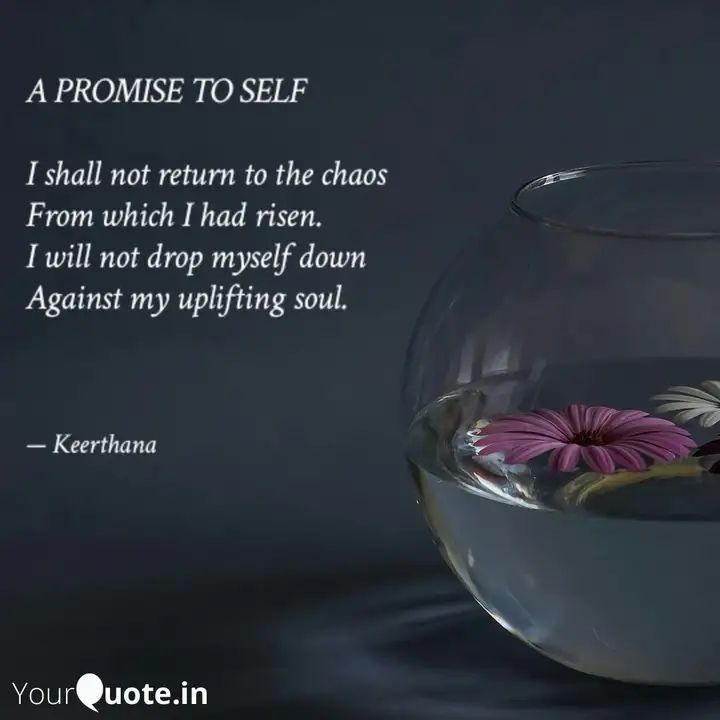 A PROMISE TO SELF
I shall not return to the chaos
From which I had risen.
I will not drop myself down
Against my uplifting soul.
— Keerthana
YourQuote.in